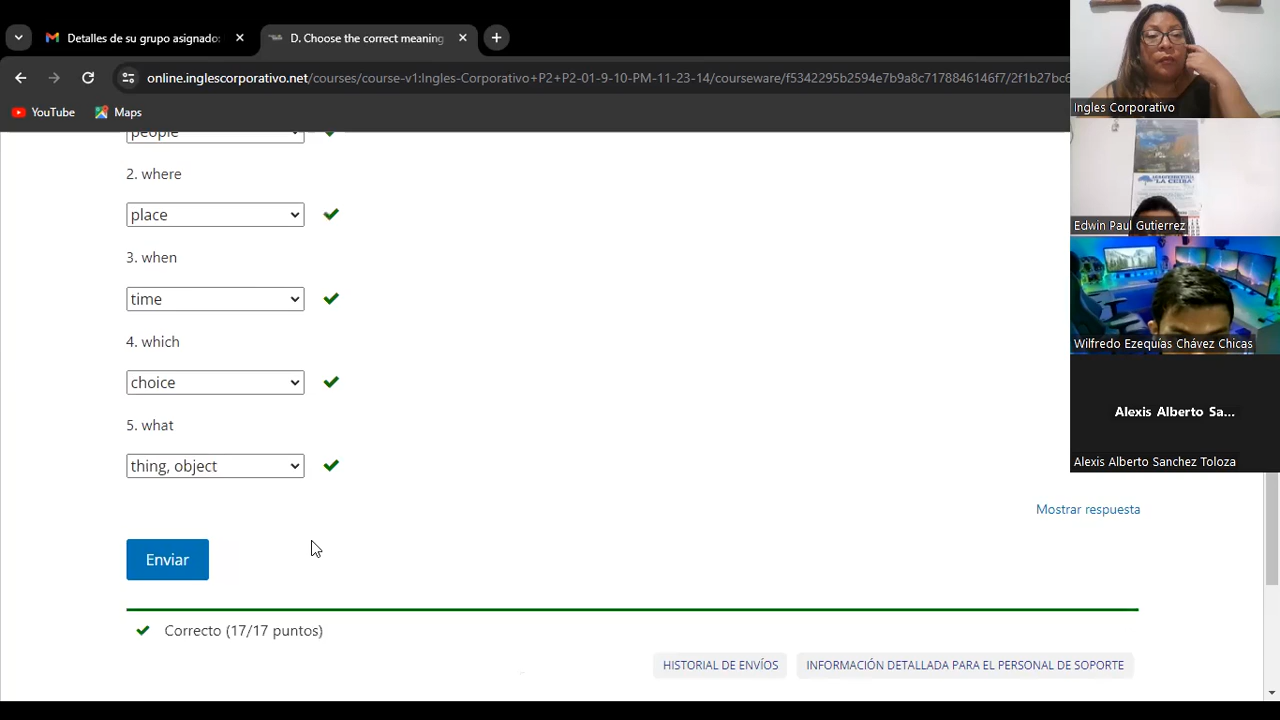 Detalles de su grupo asignado:
D. Choose the correct meaning
online.inglescorporativo.net/courses/course-v1:Ingles-Corporativo+P2+P2-01-9-10-PM-11-23-14/courseware/f5342295b2594e7b9a8c7178846146f7/2f1b27bc6
YouTube
Maps
people
2. where
place
3. when
time
4. which
choice
5. what
thing, object
Mostrar respuesta
Enviar
Correcto (17/17 puntos)
HISTORIAL DE ENVÍOS
INFORMACIÓN DETALLADA PARA EL PERSONAL DE SOPORTE
Ingles Corporativo
"LA CEIBA"
Edwin Paul Gutierrez
Wilfredo Ezequías Chávez Chicas
Alexis Alberto Sa...
Alexis Alberto Sanchez Toloza